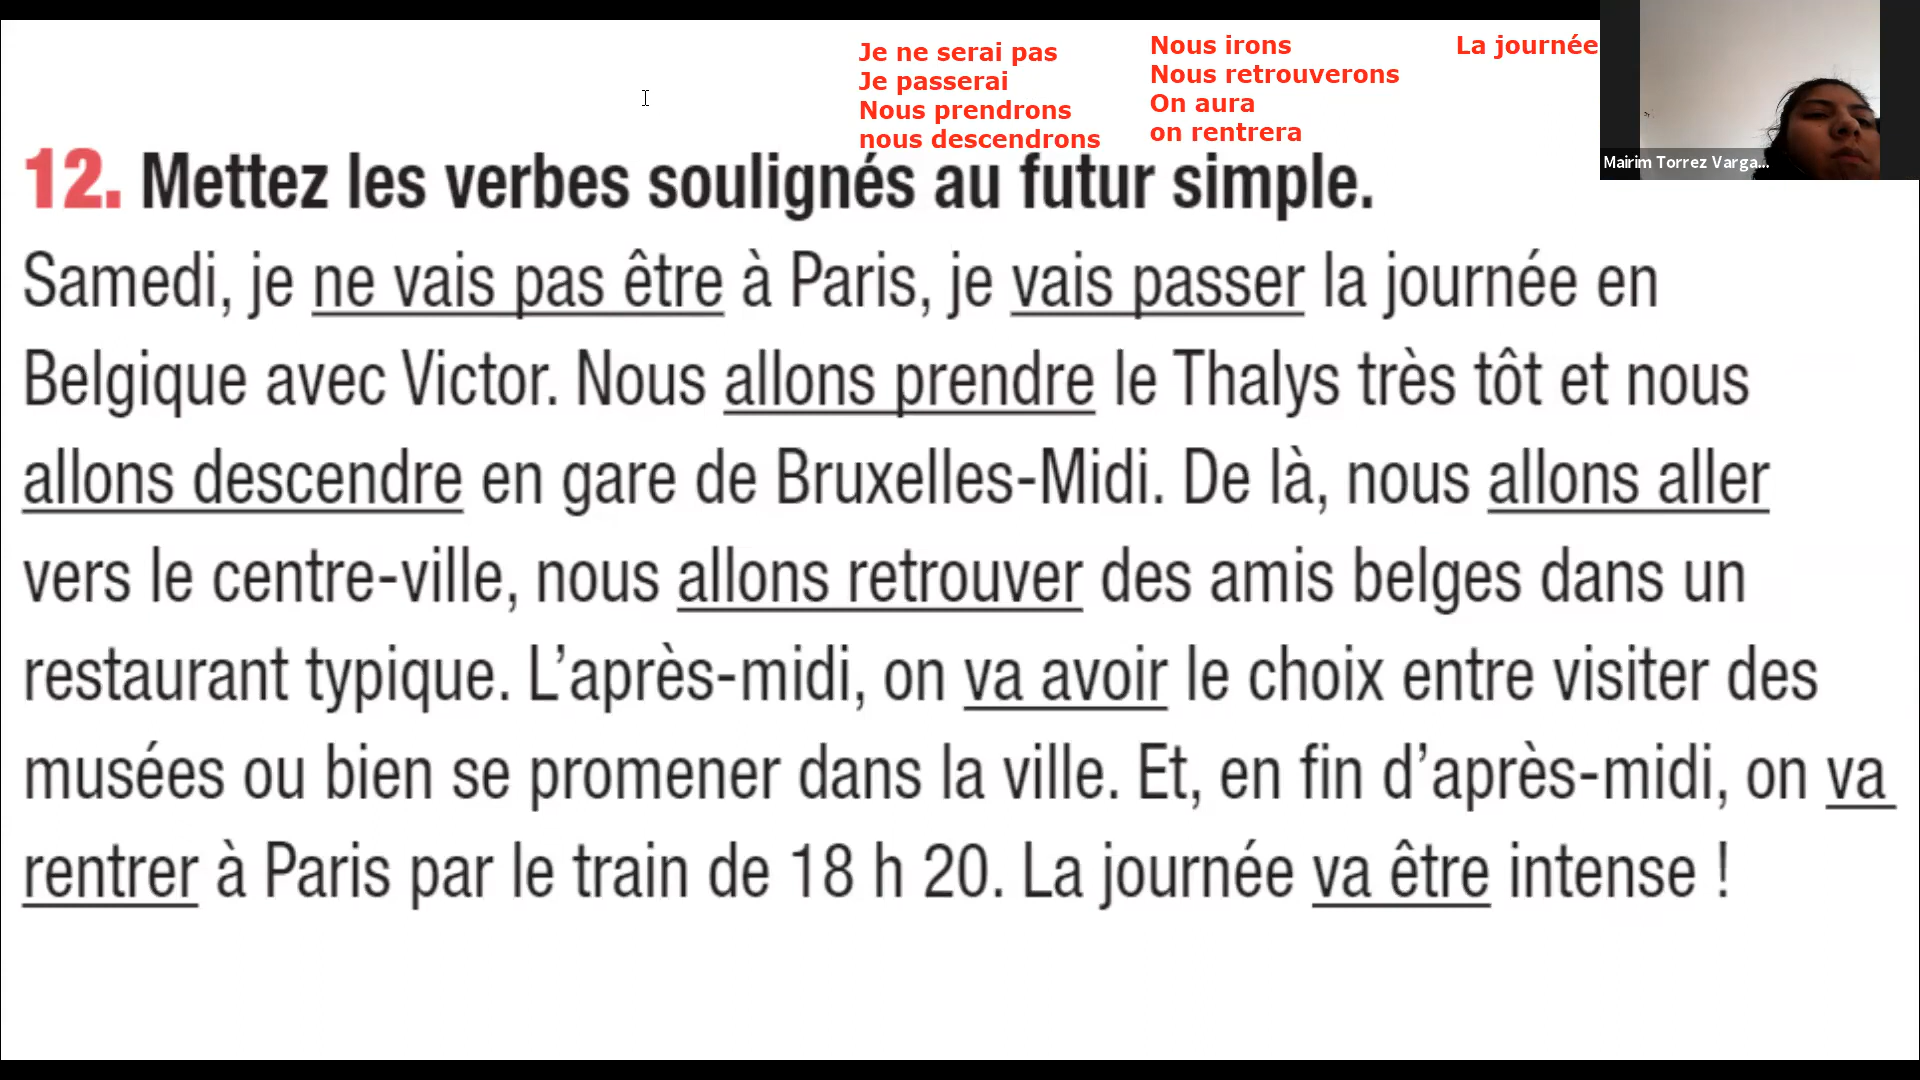 Je ne serai pas
Je passerai
Nous prendrons
nous descendrons
Nous irons
Nous retrouverons
On aura
on rentrera
La journée
Mairim Torrez Varga...
12. Mettez les verbes soulignés au futur simple.
Samedi, je ne vais pas être à Paris, je vais passer la journée en
Belgique avec Victor. Nous allons prendre le Thalys très tôt et nous
allons descendre en gare de Bruxelles-Midi. De là, nous allons aller
vers le centre-ville, nous allons retrouver des amis belges dans un
restaurant typique. L’après-midi, on va avoir le choix entre visiter des
musées ou bien se promener dans la ville. Et, en fin d’après-midi, on va
rentrer à Paris par le train de 18 h 20. La journée va être intense !